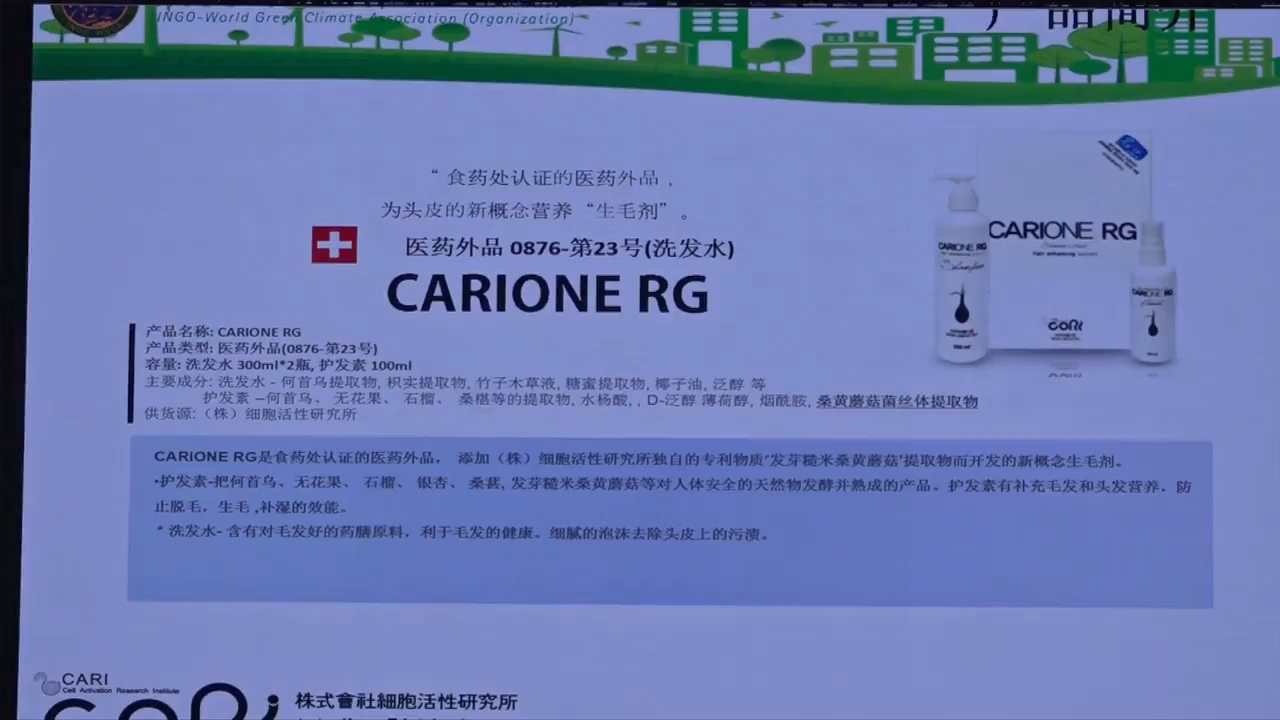 INGO-World Green Climate Association (Organization)
产品简介
“ 食药处认证的医药外品 ,
为头皮的新概念营养 “生毛剂” 。
医药外品 0876-第23号(洗发水)
CARIONE RG
产品名称: CARIONE RG
产品类型: 医药外品(0876-第23号)
容量: 洗发水 300ml*2瓶, 护发素 100ml
主要成分: 洗发水 - 何首乌提取物, 枳实提取物, 竹子木草液, 糖蜜提取物, 椰子油, 泛醇 等
护发素 –何首乌、 无花果、 石榴、 桑椹等的提取物, 水杨酸, , D-泛醇 薄荷醇, 烟酰胺, 桑黄蘑菇菌丝体提取物
供货源: （株）细胞活性研究所
CARIONE RG是食药处认证的医药外品， 添加（株）细胞活性研究所独自的专利物质‘发芽糙米桑黄蘑菇’提取物而开发的新概念生毛剂。
·护发素-把何首乌、无花果、 石榴、 银杏、 桑葚, 发芽糙米桑黄蘑菇等对人体安全的天然物发酵并熟成的产品。护发素有补充毛发和头发营养，防
止脱毛，生毛 ,补湿的效能。
* 洗发水- 含有对毛发好的药膳原料，利于毛发的健康。细腻的泡沫去除头皮上的污渍。
CARIONE RG
CARIONE RG
Shampoo
CARIONE RG
CARI
CARI
Cell Activation Research Institute
CARI
株式會社細胞活性研究所